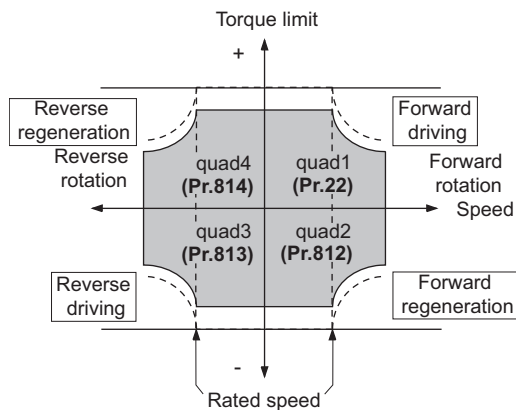 Torque limit
+
Reverse
regeneration
Forward
driving
Reverse
rotation
quad4
(Pr.814)
quad1
(Pr.22)
Forward
rotation
Speed
quad3
(Pr.813)
quad2
(Pr.812)
Reverse
driving
Forward
regeneration
-
Rated speed